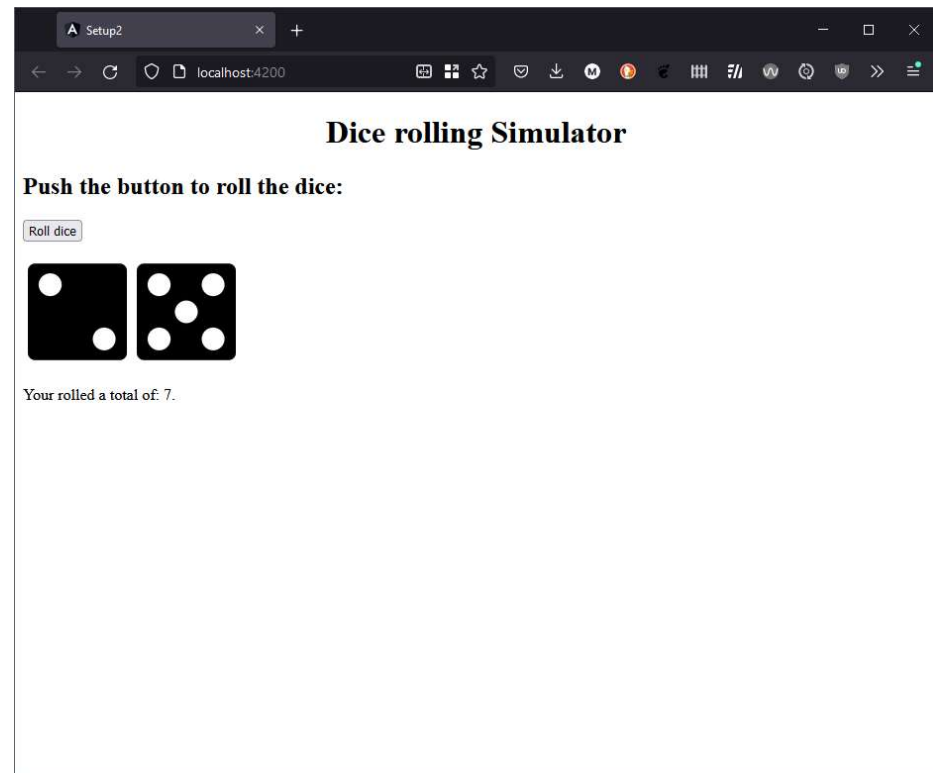 Setup2
localhost:4200
Dice rolling Simulator
Push the button to roll the dice:
Roll dice
Your rolled a total of: 7.